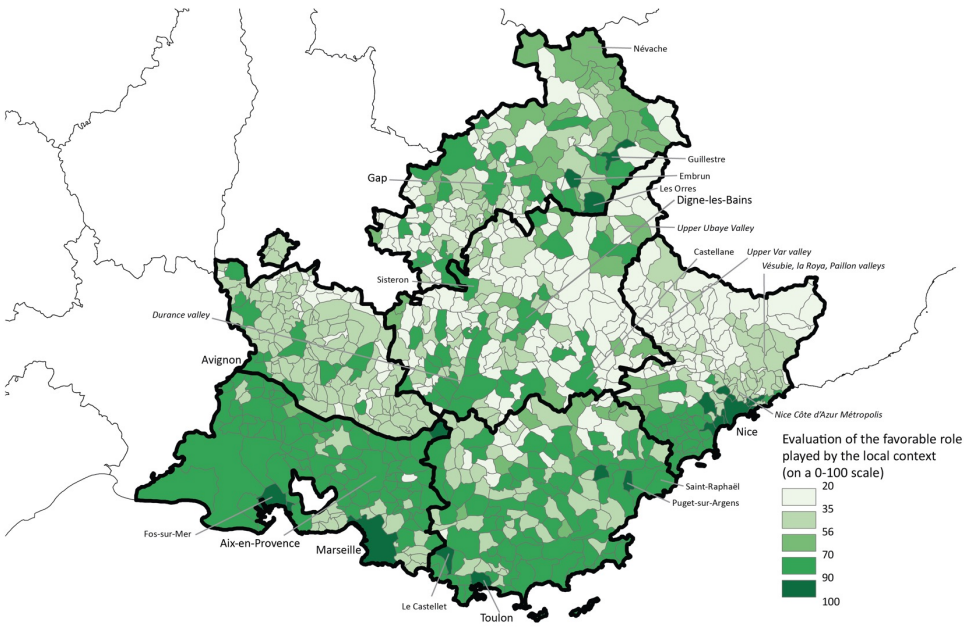 Névache
Guillestre
Gap
Embrun
Les Orres
Digne-les-Bains
Upper Ubaye Valley
Castellane
Upper Var valley
Vésubie, la Roya, Paillon valleys
Sisteron
Durance valley
Avignon
Nice Côte d'Azur Métropolis
Nice
Evaluation of the favorable role
played by the local context
(on a 0-100 scale)
20
35
56
70
90
100
Saint-Raphaël
Puget-sur-Argens
Fos-sur-Mer
Aix-en-Provence
Marseille
Le Castellet
Toulon